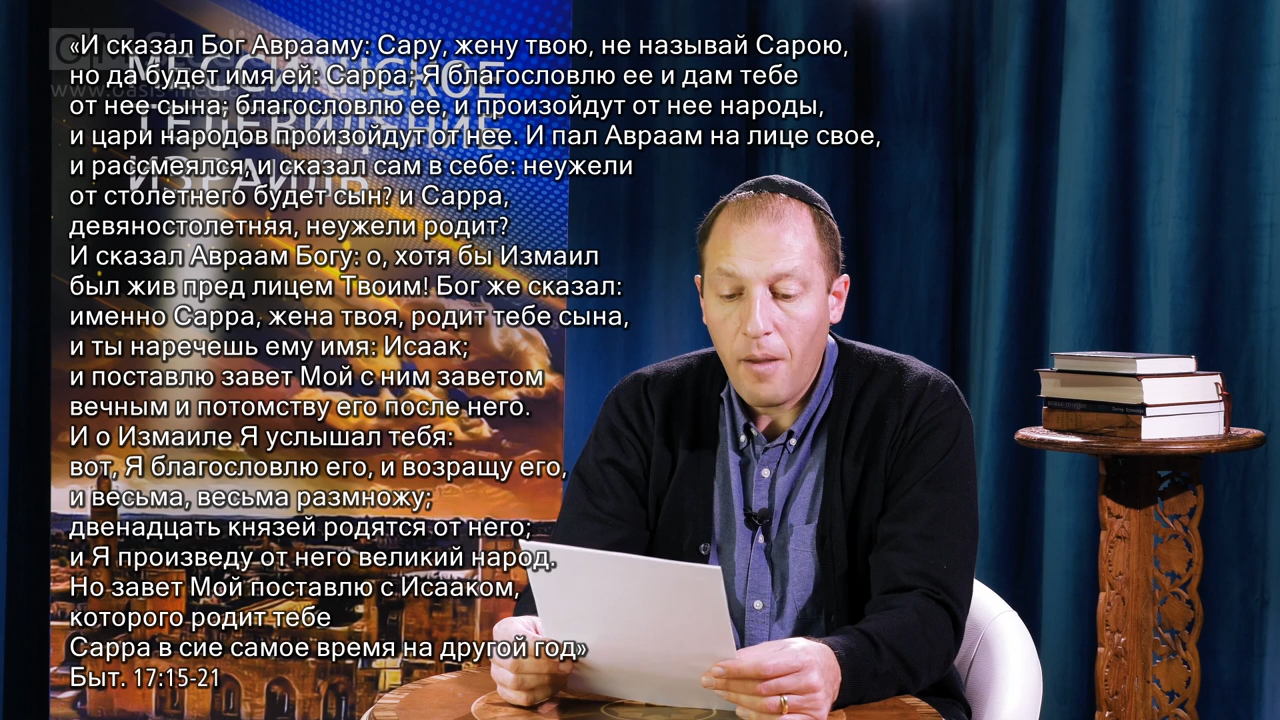 «И сказал Бог Аврааму: Сару, жену твою, не называй Сарою,
но да будет имя ей: Сарра; Я благословлю ее и дам тебе
от нее сына; благословлю ее, и произойдут от нее народы,
и цари народов произойдут от нее. И пал Авраам на лице свое,
и рассмеялся, и сказал сам в себе: неужели
от столетнего будет сын? и Сарра,
девяностолетняя, неужели родит?
И сказал Авраам Богу: о, хотя бы Измаил
был жив пред лицем Твоим! Бог же сказал:
именно Сарра, жена твоя, родит тебе сына,
и ты наречешь ему имя: Исаак;
и поставлю завет Мой с ним заветом
вечным и потомству его после него.
И о Измаиле Я услышал тебя:
вот, Я благословлю его, и возращу его,
и весьма, весьма размножу;
двенадцать князей родятся от него;
и Я произведу от него великий народ.
Но завет Мой поставлю с Исааком,
которого родит тебе
Сарра в сие самое время на другой год»
Быт. 17:15-21
МЕССИАНСКОЕ
ТЕЛЕВИДЕНИЕ
ИЗРАИЛЬ